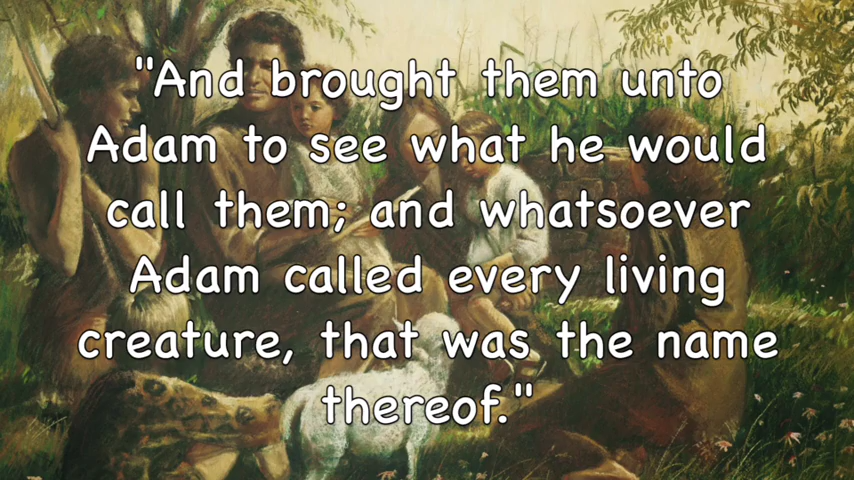 "And brought them unto
Adam to see what he would
call them; and whatsoever
Adam called every living
creature, that was the name
thereof."